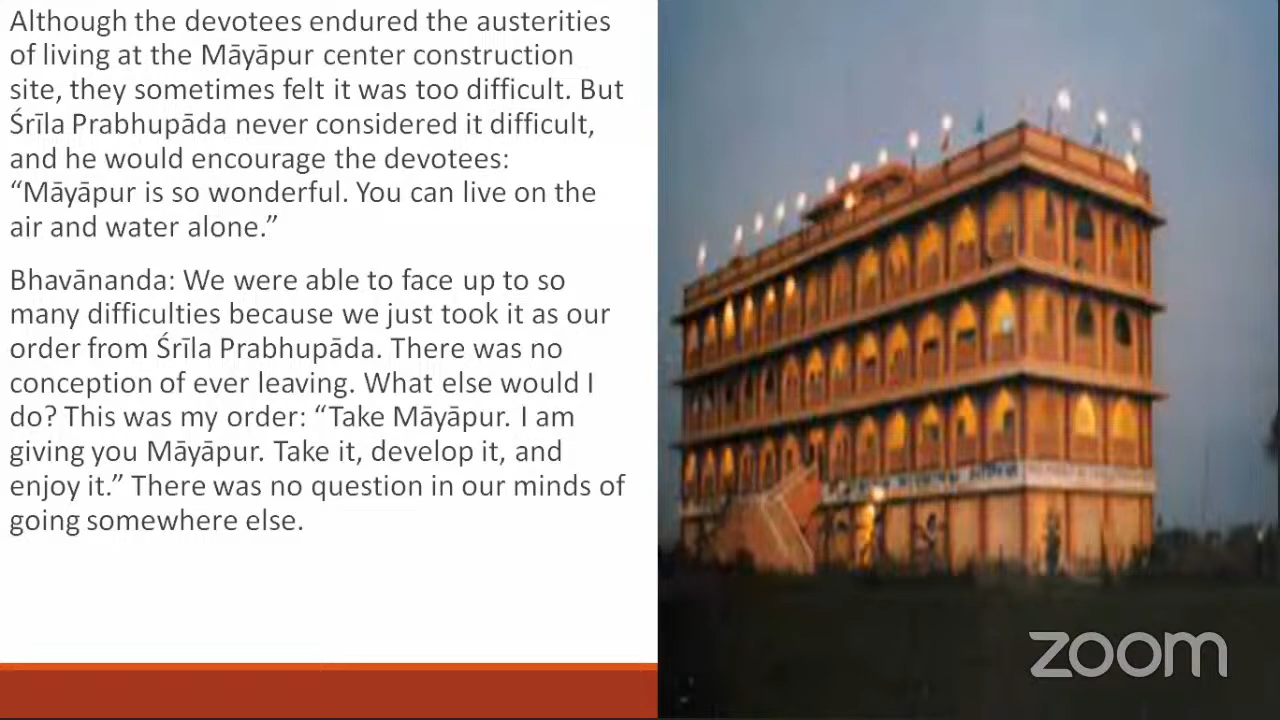 Although the devotees endured the austerities
of living at the Māyāpur center construction
site, they sometimes felt it was too difficult. But
Śrīla Prabhupāda never considered it difficult,
and he would encourage the devotees:
“Māyāpur is so wonderful. You can live on the
air and water alone.”
Bhavānanda: We were able to face up to so
many difficulties because we just took it as our
order from Śrīla Prabhupāda. There was no
conception of ever leaving. What else would I
do? This was my order: “Take Māyāpur. I am
giving you Māyāpur. Take it, develop it, and
enjoy it.” There was no question in our minds of
going somewhere else.
zoom